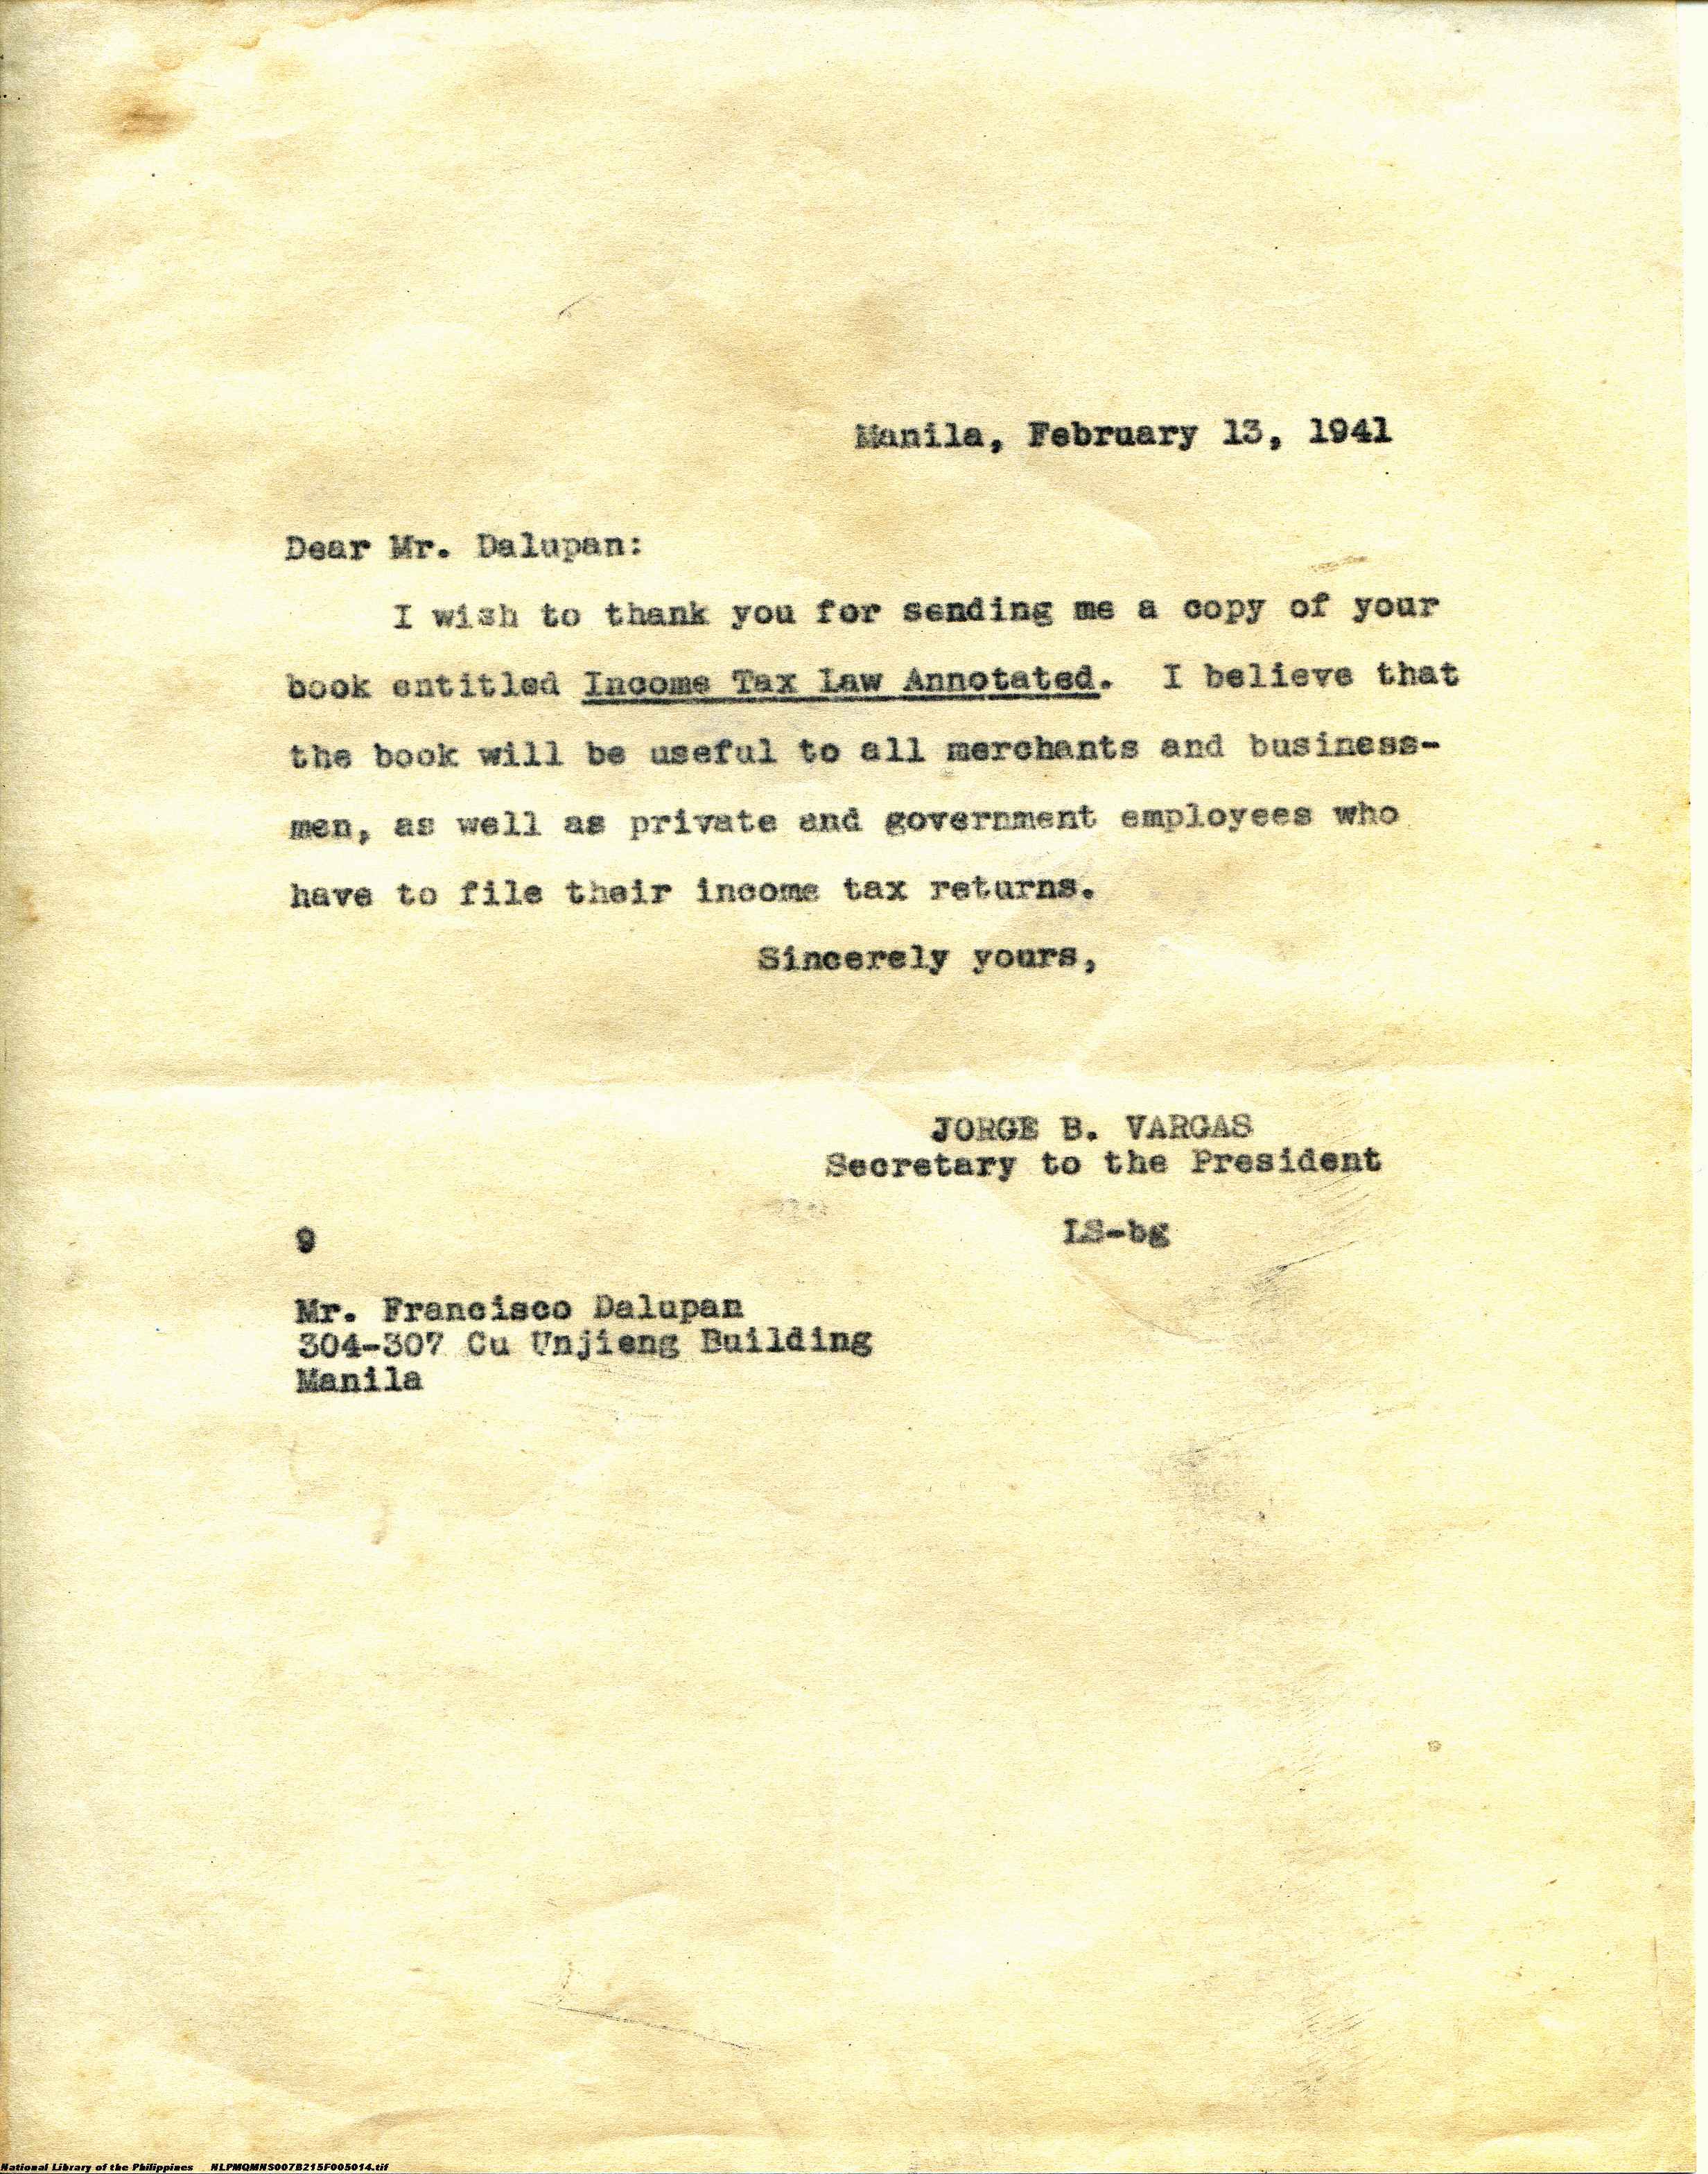 Manila, February 13, 1941
Dear Mr. Dalupan:
I wish to thank you for sending me a copy of your
book entitled Income Tax Law Annotated. I believe that
the book will be useful to all merchants and business-
men, as well as private and government employees who
have to file their income tax returns.
Sincerely yours,
JORGE B. VARGAS
Secretary to the President
LS-bg
9
Mr. Francisco Dalupan
304-307 Cu Unjieng Building
Manila
National Library of the Philippines NLPMQMNS007B215F005014.tif